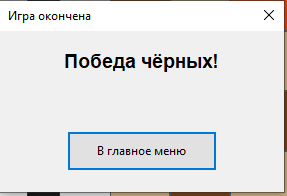 Игра окончена
Победа чёрных!
В главное меню